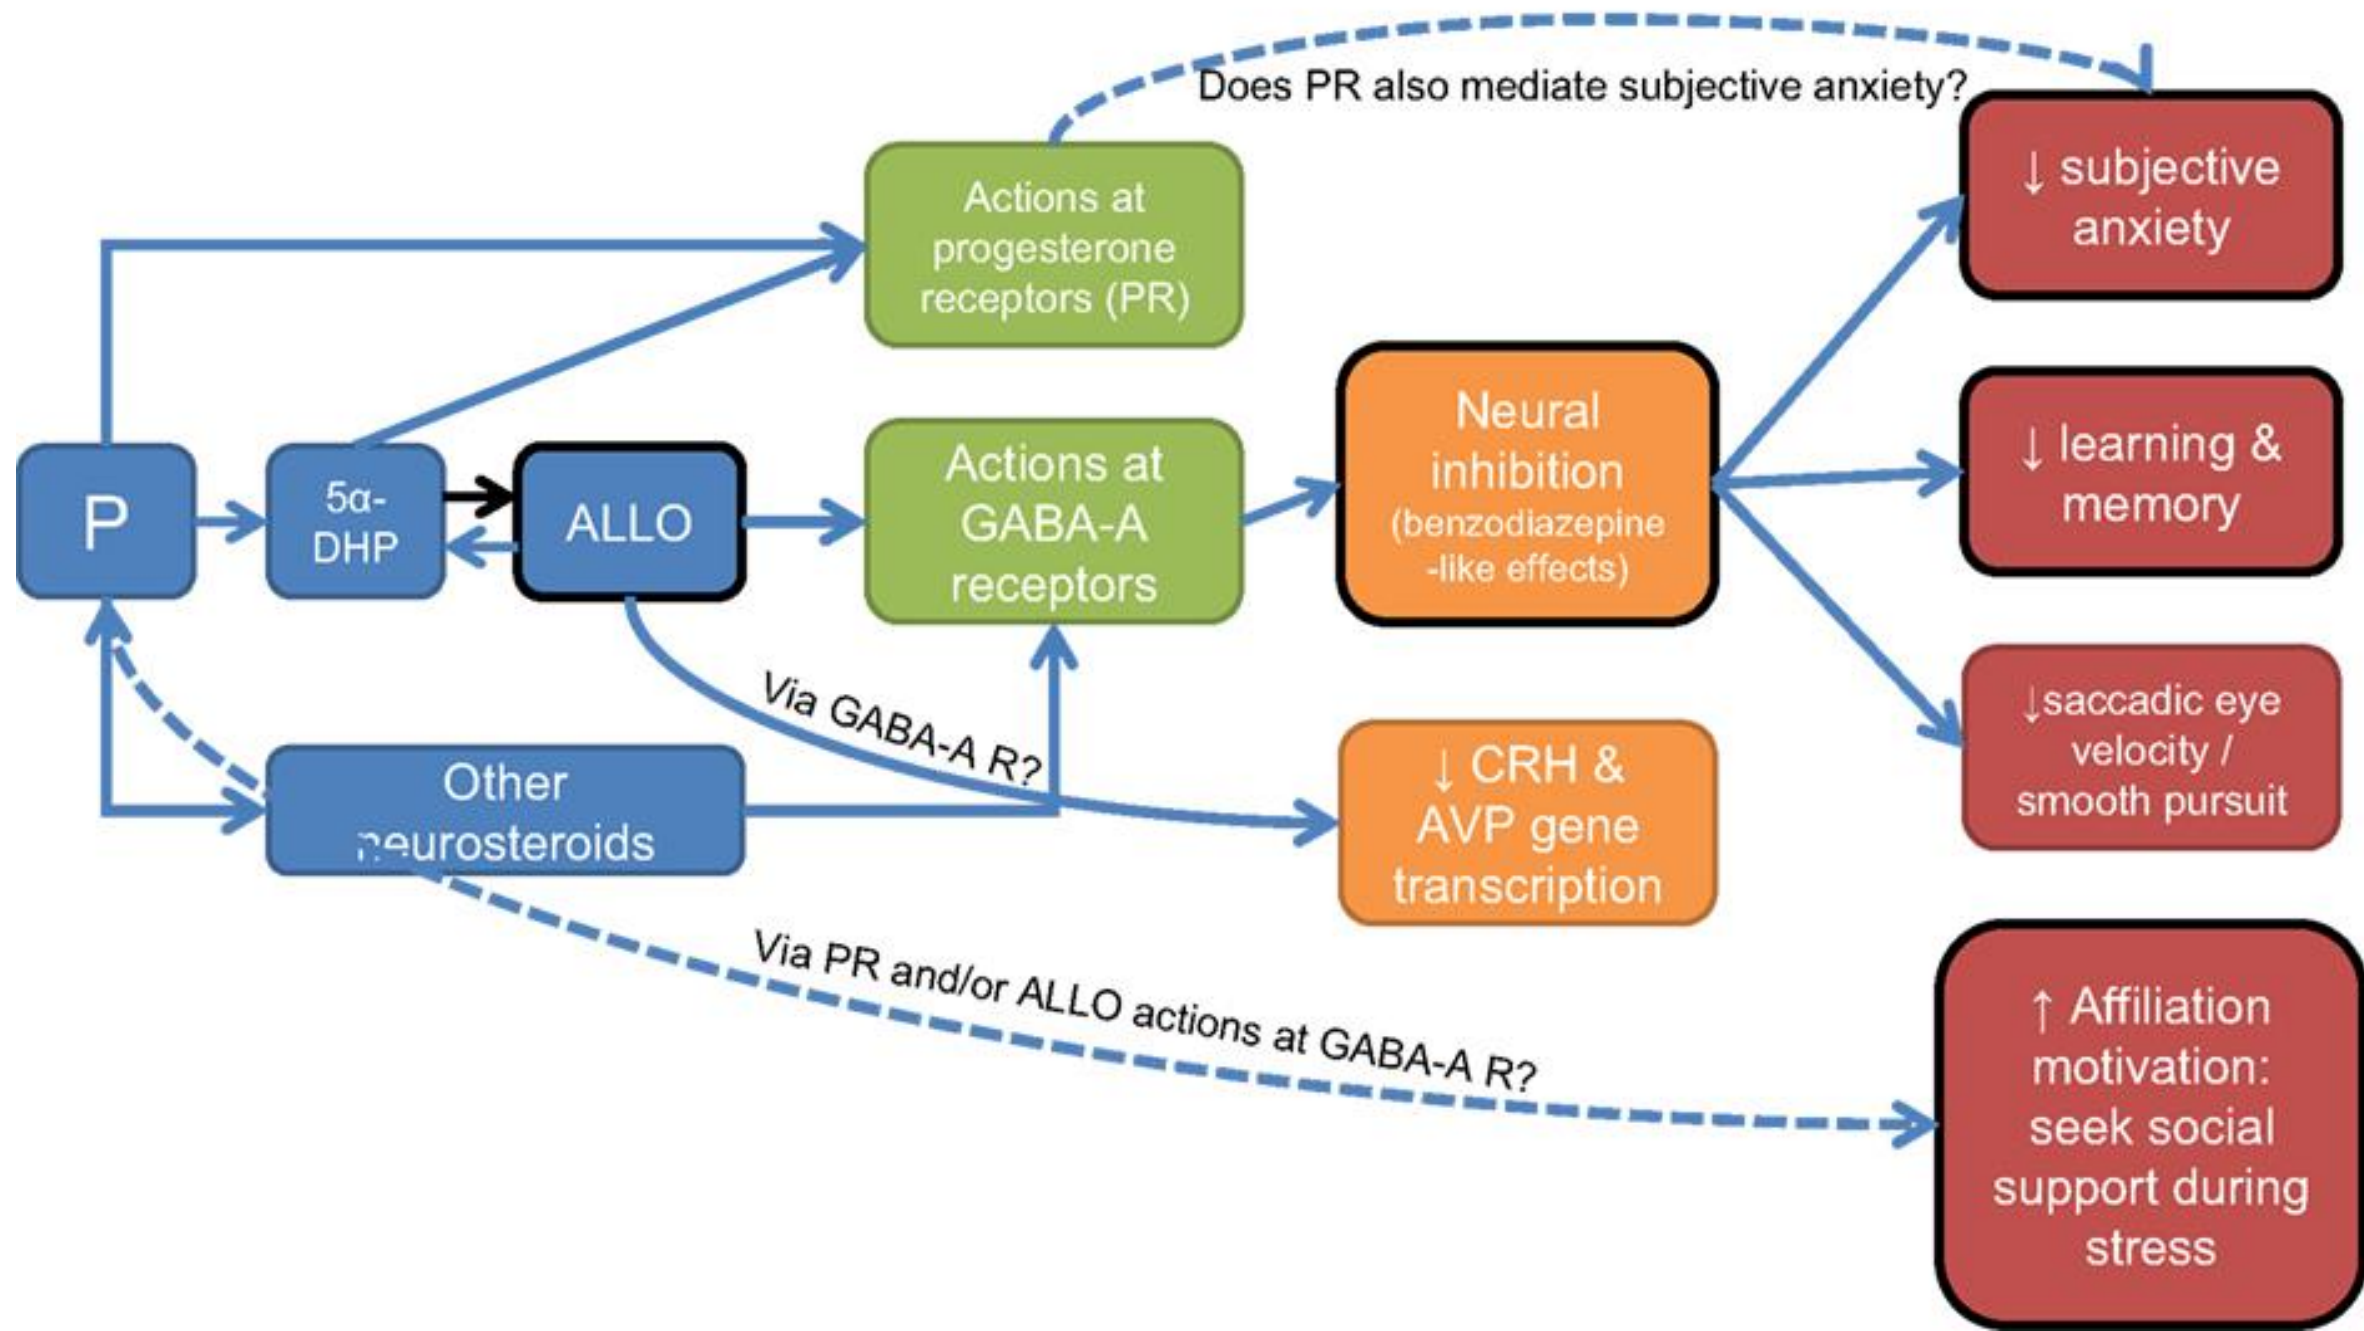 Does PR also mediate subjective anxiety?
Actions at
progesterone
receptors (PR)
↓ subjective
anxiety
P
5α-
DHP
ALLO
Actions at
GABA-A
receptors
Neural
inhibition
(benzodiazepine
-like effects)
↓ learning &
memory
Via GABA-A R?
↓saccadic eye
velocity /
smooth pursuit
Other
neurosteroids
↓ CRH &
AVP gene
transcription
Via PR and/or ALLO actions at GABA-A R?
↑ Affiliation
motivation:
seek social
support during
stress